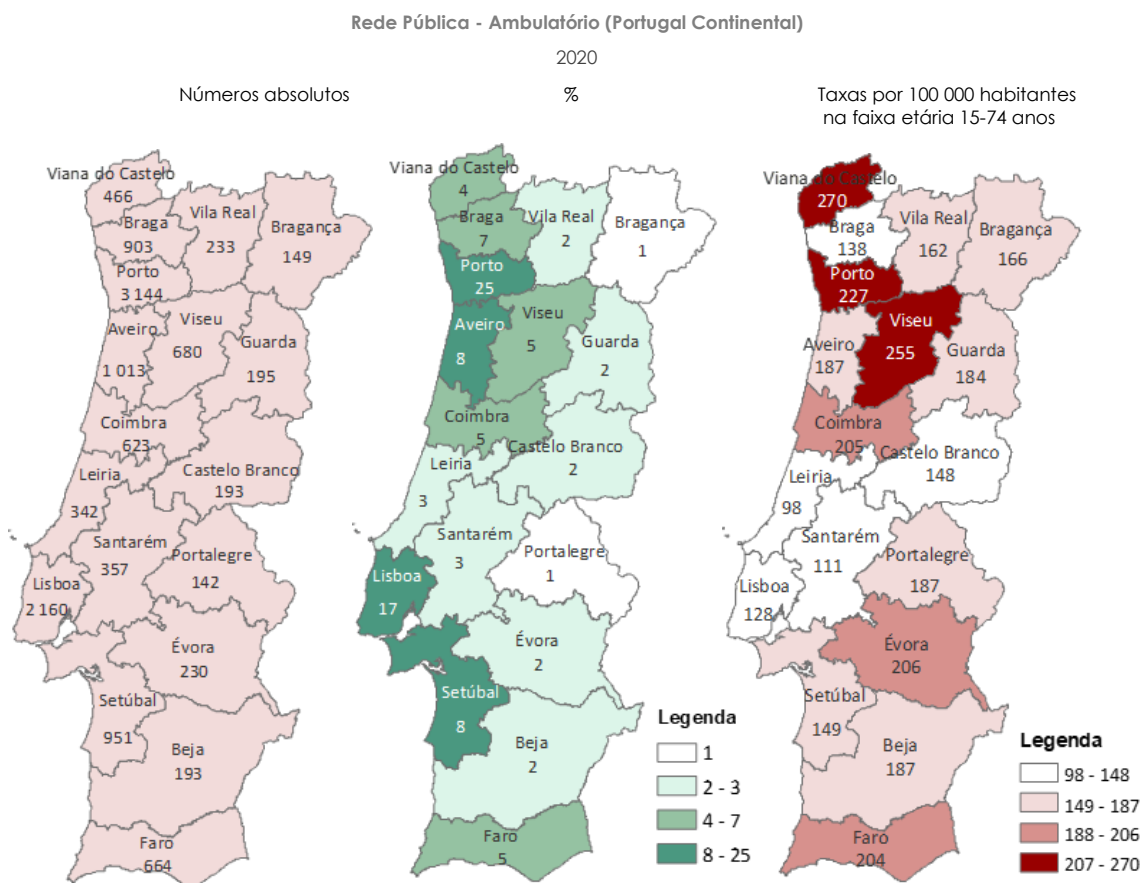 Rede Pública - Ambulatório (Portugal Continental)
2020
Números absolutos
%
Taxas por 100 000 habitantes
na faixa etária 15-74 anos
Viana do Castelo
466
Braga
903
Vila Real
233
Bragança
149
Porto
3 144
Aveiro
1 013
Viseu
680
Guarda
195
Coimbra
623
Castelo Branco
193
Leiria
342
Santarém
357
Portalegre
142
Lisboa
2 160
Évora
230
Setúbal
951
Beja
193
Faro
664
Viana do Castelo
4
Braga
7
Vila Real
2
Bragança
1
Porto
25
Aveiro
8
Viseu
5
Guarda
2
Coimbra
5
Castelo Branco
2
Leiria
3
Santarém
3
Portalegre
1
Lisboa
17
Évora
2
Setúbal
8
Beja
2
Faro
5
Legenda
1
2 - 3
4 - 7
8 - 25
Viana do Castelo
270
Braga
138
Vila Real
162
Bragança
166
Porto
227
Aveiro
187
Viseu
255
Guarda
184
Coimbra
205
Castelo Branco
148
Leiria
98
Santarém
111
Portalegre
187
Lisboa
128
Évora
206
Setúbal
149
Beja
187
Faro
204
Legenda
98 - 148
149 - 187
188 - 206
207 - 270